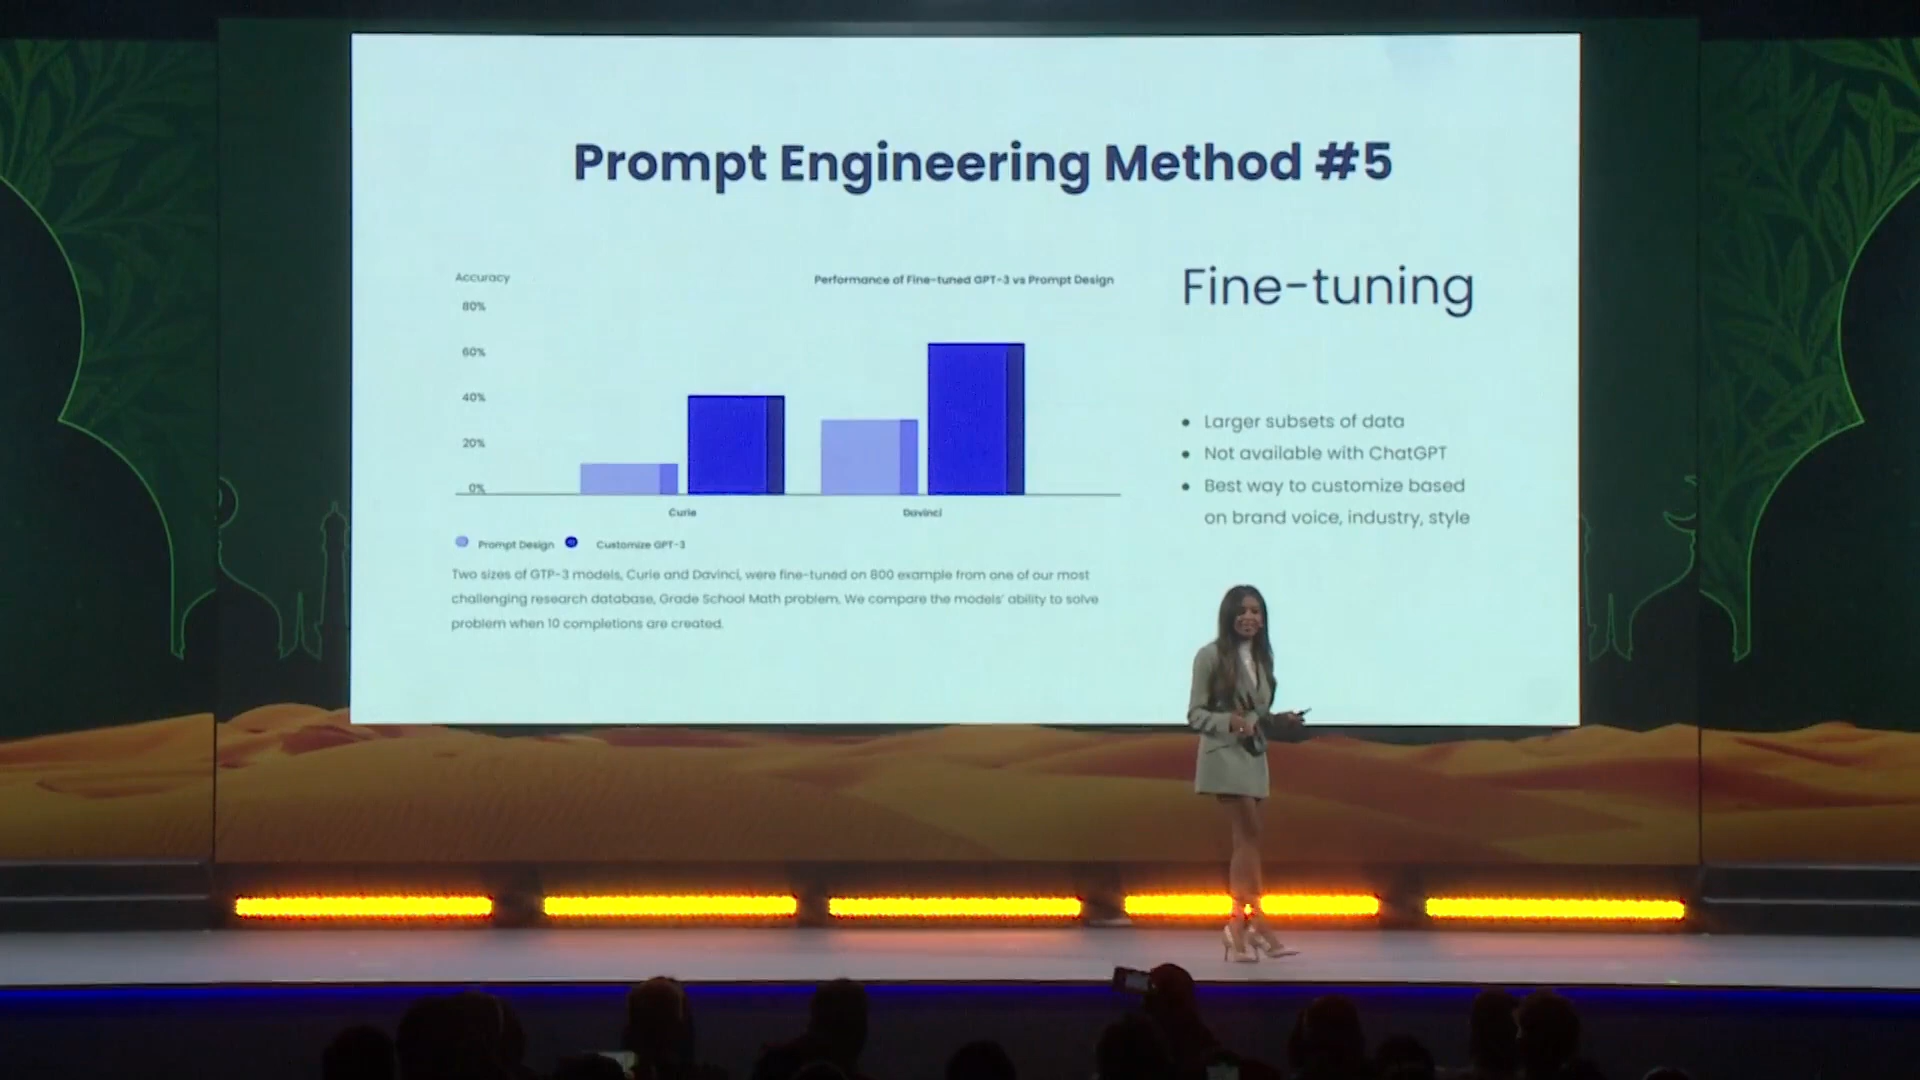 Prompt Engineering Method #5
Accuracy
Performance of Fine-tuned GPT-3 vs Prompt Design
80%
60%
40%
20%
0%
Curie
Davinci
Prompt Design
Customize GPT-3
Two sizes of GTP-3 models, Curie and Davinci, were fine-tuned on 800 example from one of our most
challenging research database, Grade School Math problem. We compare the models' ability to solve
problem when 10 completions are created.
Fine-tuning
• Larger subsets of data
• Not available with ChatGPT
• Best way to customize based
on brand voice, industry, style